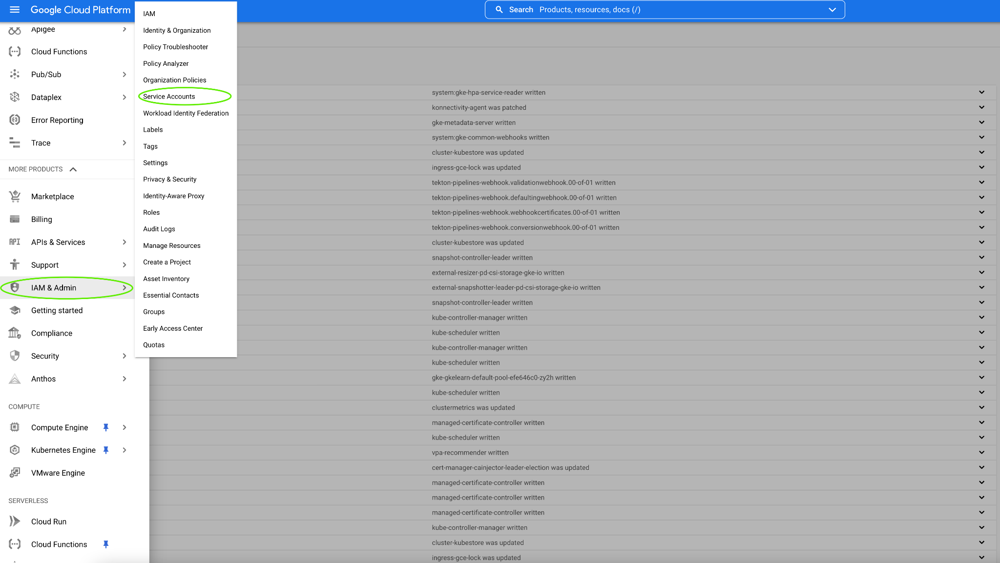 Google Cloud Platform
Search Products, resources, docs (/)
Apigee
Cloud Functions
Pub/Sub
Dataplex
Error Reporting
Trace
MORE PRODUCTS
Marketplace
Billing
API APIs & Services
Support
IAM & Admin
Getting started
Compliance
Security
Anthos
COMPUTE
Compute Engine
Kubernetes Engine
VMware Engine
SERVERLESS
Cloud Run
Cloud Functions
IAM
Identity & Organization
Policy Troubleshooter
Policy Analyzer
Organization Policies
Service Accounts
Workload Identity Federation
Labels
Tags
Settings
Privacy & Security
Identity-Aware Proxy
Roles
Audit Logs
Manage Resources
Create a Project
Asset Inventory
Essential Contacts
Groups
Early Access Center
Quotas
system:gke-hpa-service-reader written
konnectivity-agent was patched
gke-metadata-server written
system:gke-common-webhooks written
cluster-kubestore was updated
ingress-gce-lock was updated
tekton-pipelines-webhook.validationwebhook.00-of-01 written
tekton-pipelines-webhook.defaultingwebhook.00-of-01 written
tekton-pipelines-webhook.webhookcertificates.00-of-01 written
tekton-pipelines-webhook.conversionwebhook.00-of-01 written
cluster-kubestore was updated
snapshot-controller-leader written
external-resizer-pd-csi-storage-gke-io written
external-snapshotter-leader-pd-csi-storage-gke-io written
snapshot-controller-leader written
kube-controller-manager written
kube-scheduler written
kube-controller-manager written
kube-scheduler written
gke-gkelearn-default-pool-efe646c0-zy2h written
kube-scheduler written
clustermetrics was updated
managed-certificate-controller written
kube-scheduler written
vpa-recommender written
cert-manager-cainjector-leader-election was updated
managed-certificate-controller written
managed-certificate-controller written
managed-certificate-controller written
kube-controller-manager written
cluster-kubestore was updated
ingress-gce-lock was updated